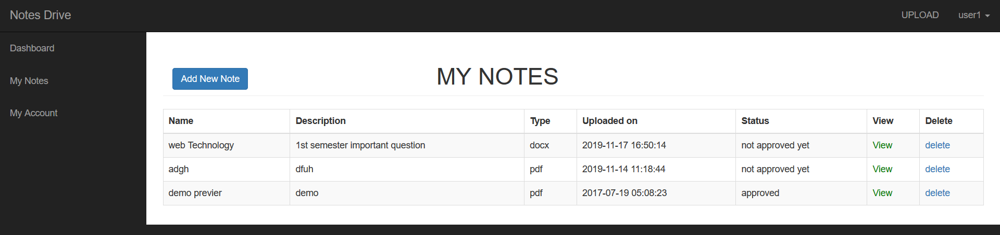 Notes Drive UPLOAD user1
Dashboard
My Notes
My Account
Add New Note MY NOTES
Name Description Type Uploaded on Status View Delete
web Technology 1st semester important question docx 2019-11-17 16:50:14 not approved yet View delete
adgh dfuh pdf 2019-11-14 11:18:44 not approved yet View delete
demo previer demo pdf 2017-07-19 05:08:23 approved View delete